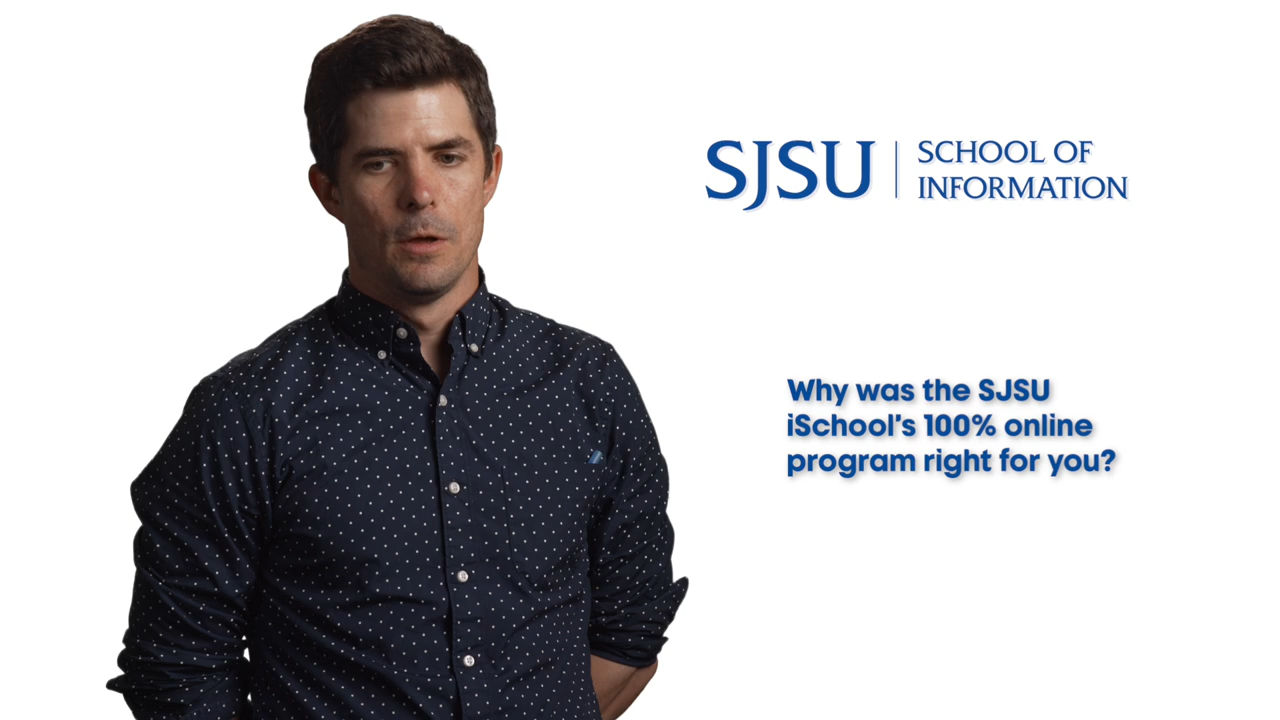 SJSU
SCHOOL OF
INFORMATION
Why was the SJSU
iSchool's 100% online
program right for you?